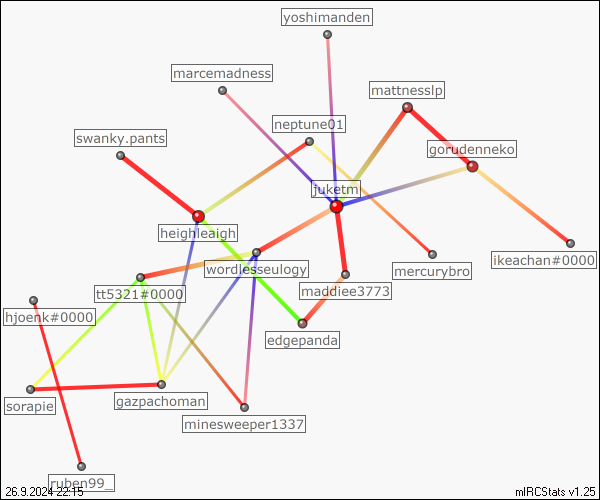 yoshimanden
marcemadness
mattnesslp
neptune01
swanky.pants
gorudenneko
juketm
heighleaigh
ikeachan#0000
wordlesseulogy
mercurybro
tt5321#0000
maddiee3773
hjoenk#0000
edgepanda
gazpachoman
sorapie
minesweeper1337
ruben99_
26.9.2024 22:15
mIRCStats v1.25